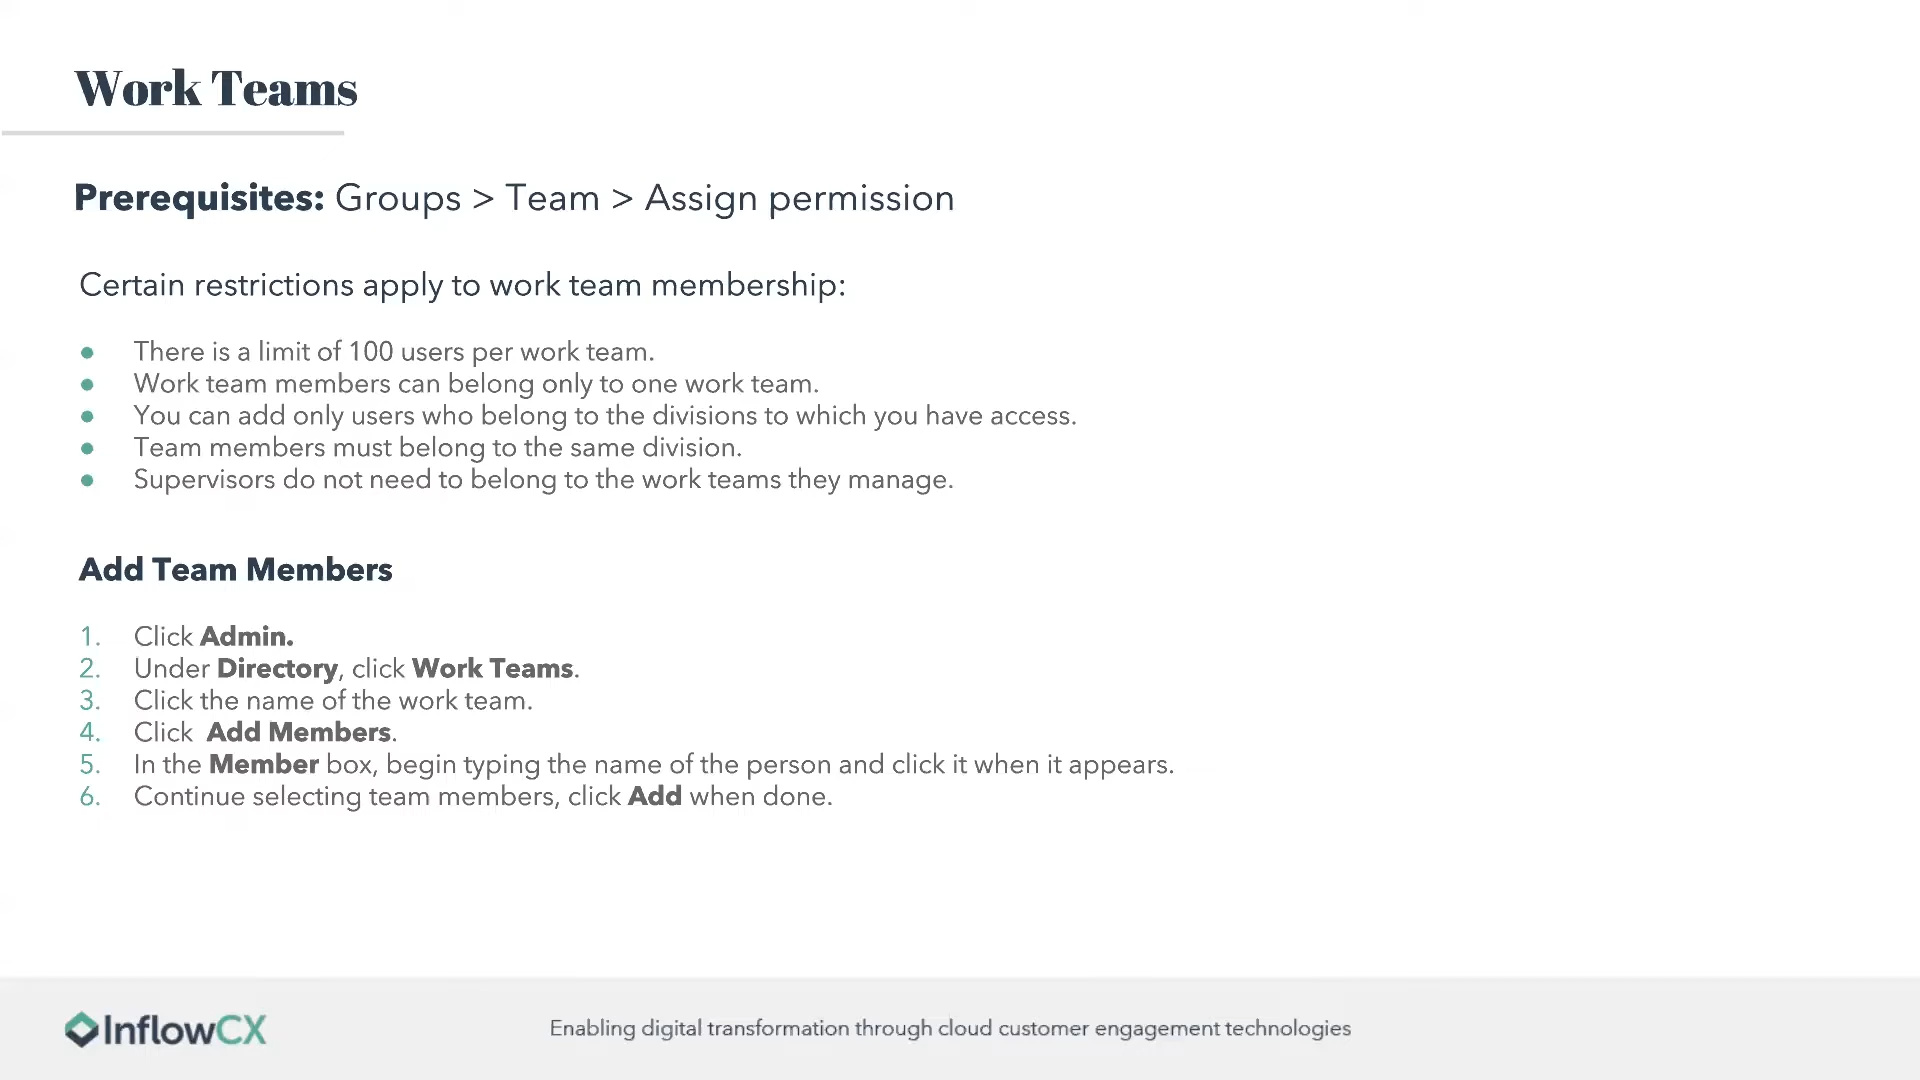 Work Teams
Prerequisites: Groups > Team > Assign permission
Certain restrictions apply to work team membership:
● There is a limit of 100 users per work team.
● Work team members can belong only to one work team.
● You can add only users who belong to the divisions to which you have access.
● Team members must belong to the same division.
● Supervisors do not need to belong to the work teams they manage.
Add Team Members
1. Click Admin.
2. Under Directory, click Work Teams.
3. Click the name of the work team.
4. Click Add Members.
5. In the Member box, begin typing the name of the person and click it when it appears.
6. Continue selecting team members, click Add when done.
InflowCX
Enabling digital transformation through cloud customer engagement technologies